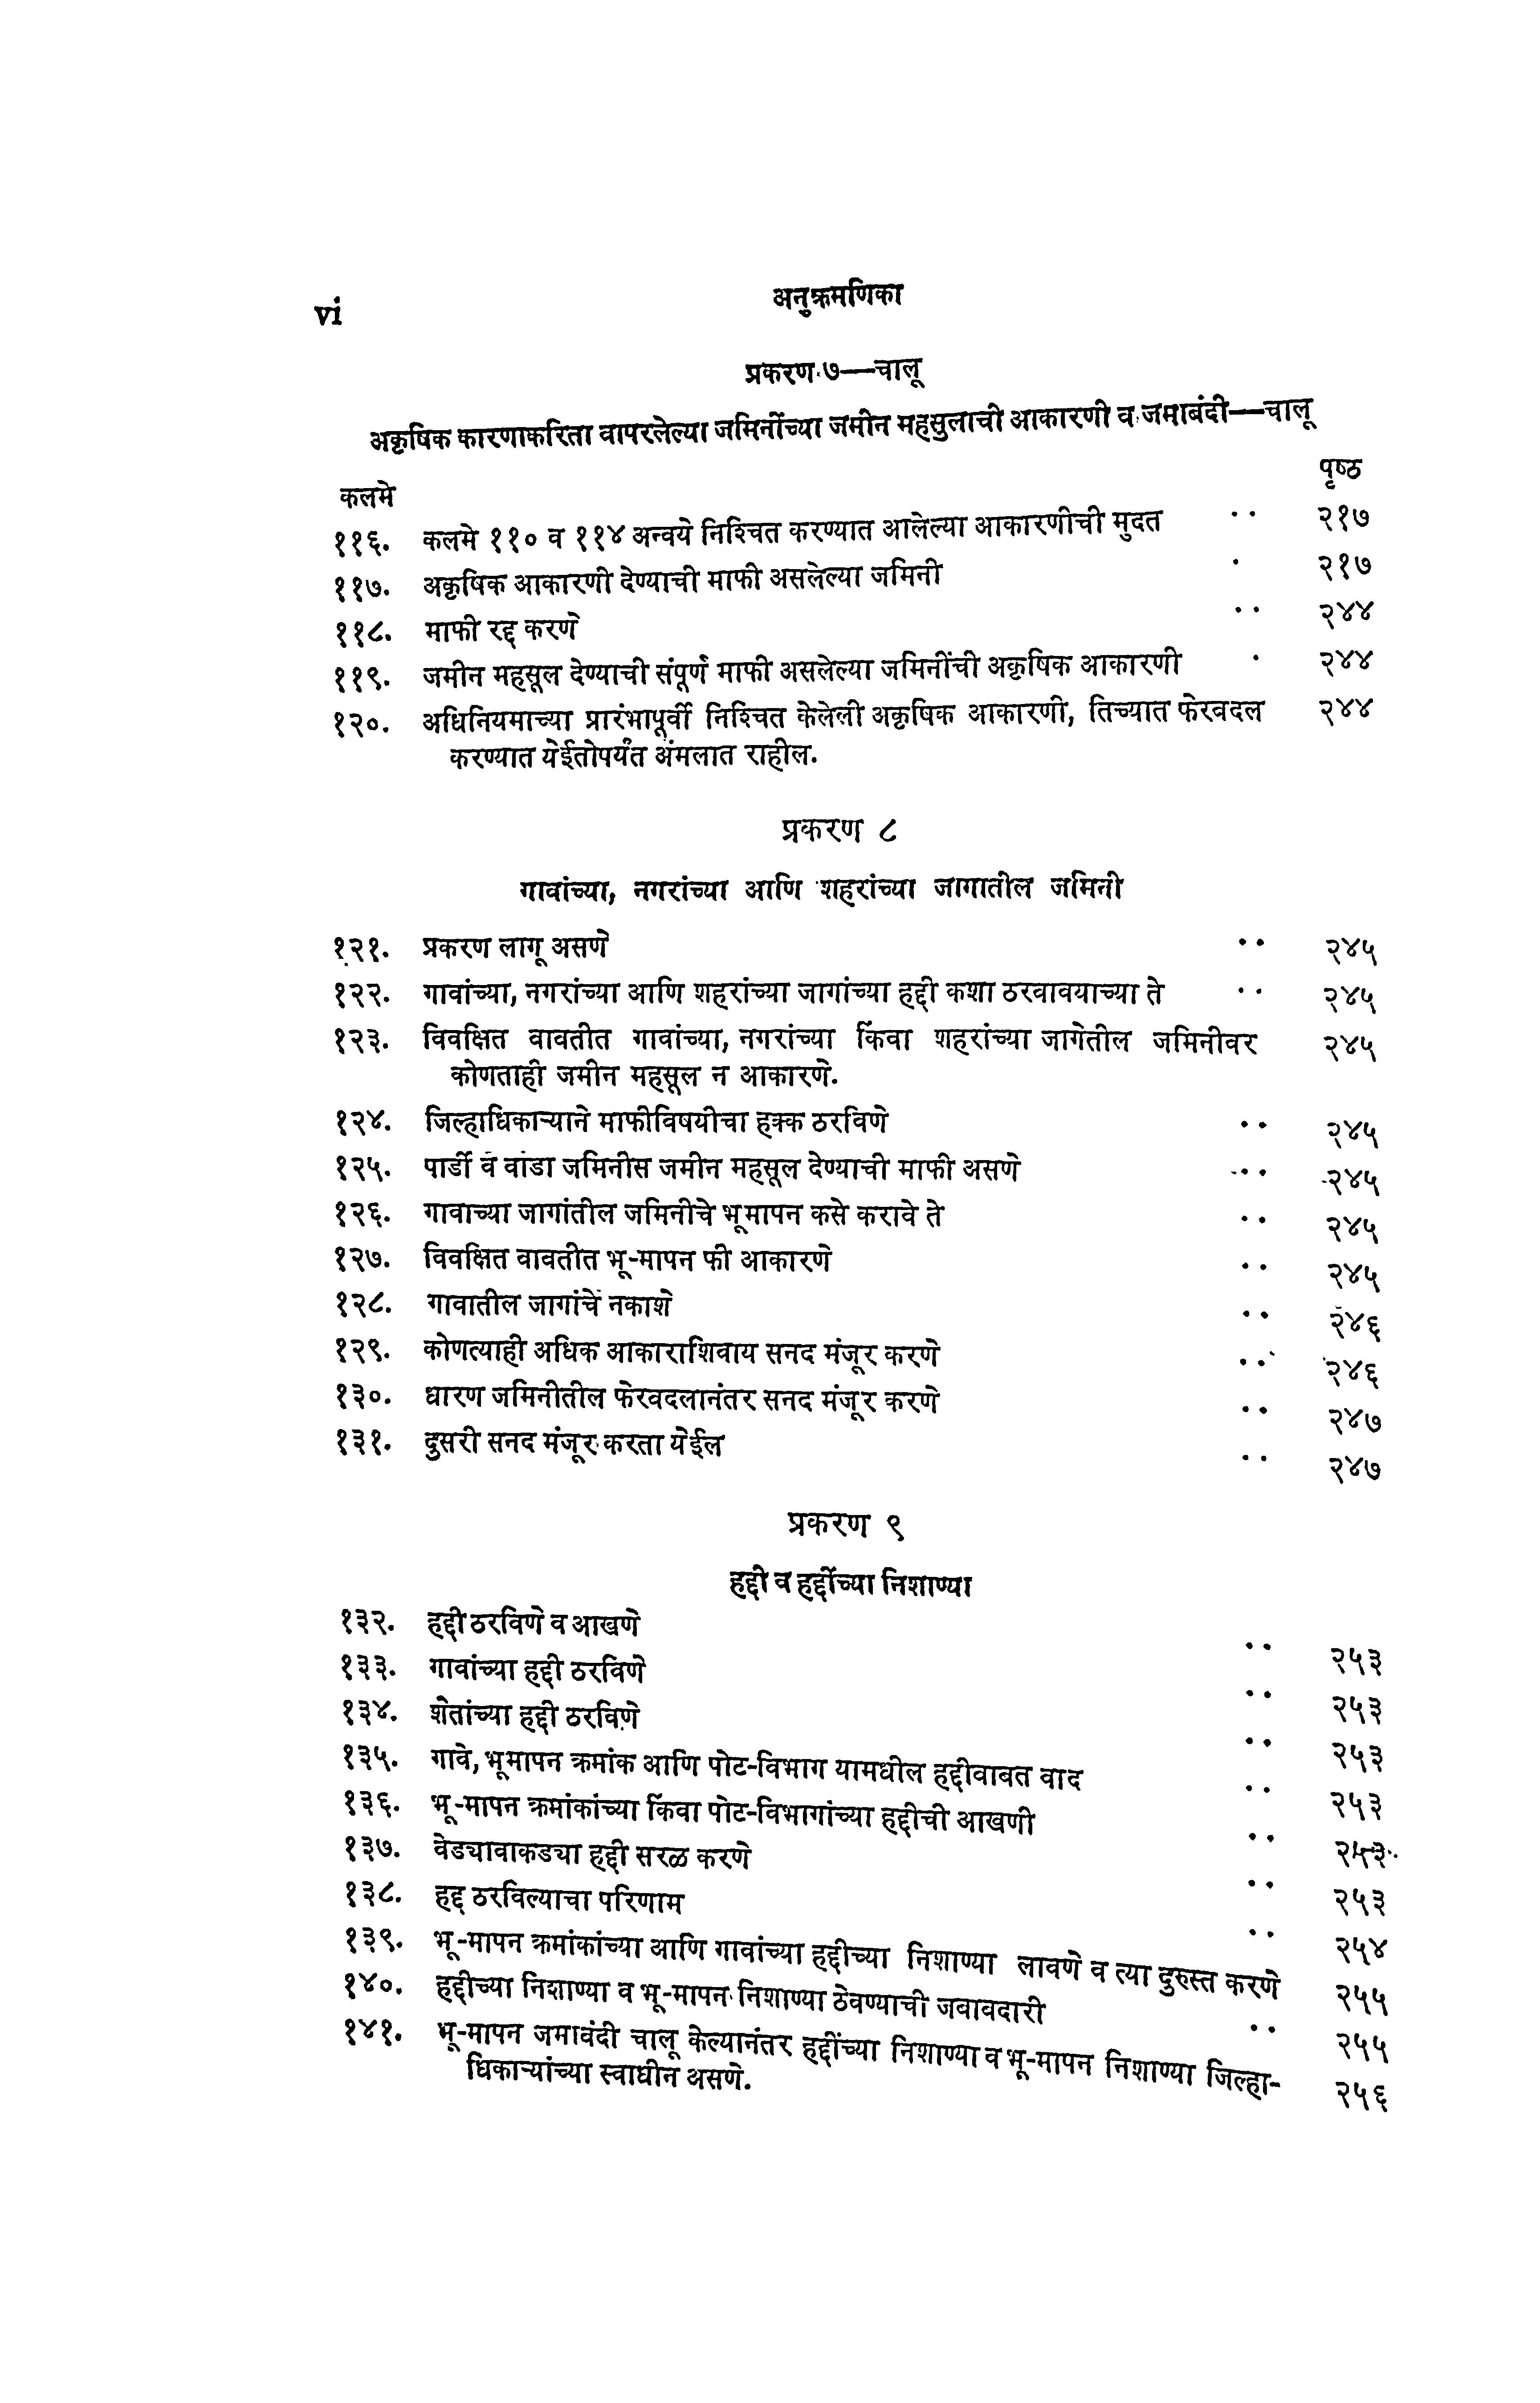 vi अनुक्रमणिका
प्रकरण ७—चालू
अकृषिक कारणाकरिता वापरलेल्या जमिनींच्या जमीन महसुलाची आकारणी व जमाबंदी—चालू
कलमे पृष्ठ
११६. कलमे ११० व ११४ अन्वये निश्चित करण्यात आलेल्या आकारणीची मुदत .. २१७
११७. अकृषिक आकारणी देण्याची माफी असलेल्या जमिनी . २१७
११८. माफी रद्द करणे .. २४४
११९. जमीन महसूल देण्याची संपूर्ण माफी असलेल्या जमिनींची अकृषिक आकारणी . २४४
१२०. अधिनियमाच्या प्रारंभापूर्वी निश्चित केलेली अकृषिक आकारणी, तिच्यात फेरवदल २४४
करण्यात येईतोपर्यंत अंमलात राहील.
प्रकरण ८
गावांच्या, नगरांच्या आणि शहरांच्या जागातील जमिनी
१२१. प्रकरण लागू असणे .. २४५
१२२. गावांच्या, नगरांच्या आणि शहरांच्या जागांच्या हद्दी कशा ठरवावयाच्या ते .. २४५
१२३. विवक्षित वावतीत गावांच्या, नगरांच्या किंवा शहरांच्या जागेतील जमिनीवर २४५
कोणताही जमीन महसूल न आकारणे.
१२४. जिल्हाधिकाऱ्याने माफीविषयीचा हक्क ठरविणे .. २४५
१२५. पार्डी व वांडा जमिनीस जमीन महसूल देण्याची माफी असणे .. २४५
१२६. गावाच्या जागांतील जमिनीचे भूमापन कसे करावे ते .. २४५
१२७. विवक्षित वावतीत भू-मापन फी आकारणे .. २४५
१२८. गावातील जागांचे नकाशे .. २४६
१२९. कोणत्याही अधिक आकाराशिवाय सनद मंजूर करणे .. २४६
१३०. धारण जमिनीतील फेरवदलानंतर सनद मंजूर करणे .. २४७
१३१. दुसरी सनद मंजूर करता येईल .. २४७
प्रकरण ९
हद्दी व हद्दींच्या निशाण्या
१३२. हद्दी ठरविणे व आखणे .. २५३
१३३. गावांच्या हद्दी ठरविणे .. २५३
१३४. शेतांच्या हद्दी ठरविणे .. २५३
१३५. गावे, भूमापन क्रमांक आणि पोट-विभाग यामधील हद्दीवाबत वाद .. २५३
१३६. भू-मापन क्रमांकांच्या किंवा पोट-विभागांच्या हद्दीची आखणी .. २५३
१३७. वेड्यावाकड्या हद्दी सरळ करणे .. २५३
१३८. हद्द ठरविल्याचा परिणाम .. २५४
१३९. भू-मापन क्रमांकांच्या आणि गावांच्या हद्दीच्या निशाण्या लावणे व त्या दुरुस्त करणे २५५
१४०. हद्दीच्या निशाण्या व भू-मापन निशाण्या ठेवण्याची जवावदारी .. २५५
१४१. भू-मापन जमावंदी चालू केल्यानंतर हद्दींच्या निशाण्या व भू-मापन निशाण्या जिल्हा- २५६
धिकाऱ्यांच्या स्वाधीन असणे.